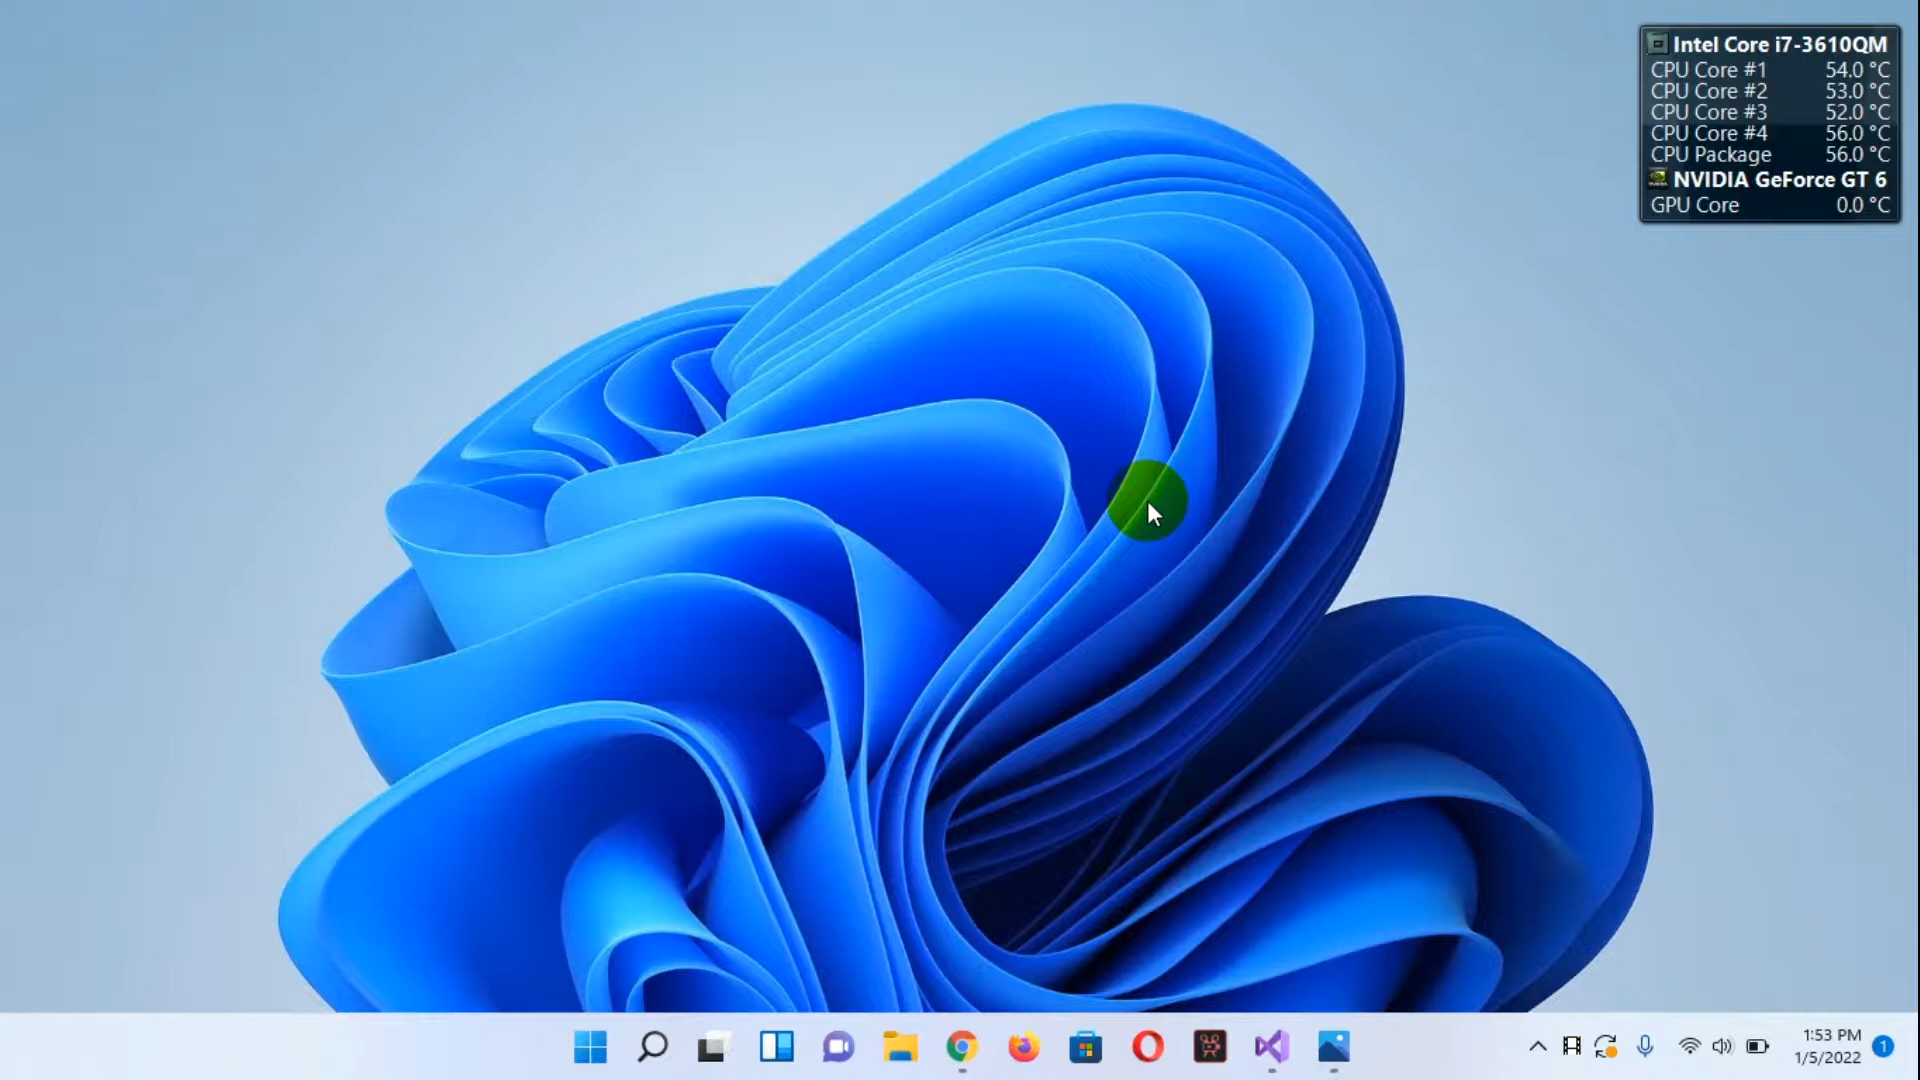 Intel Core i7-3610QM
CPU Core #1 54.0 °C
CPU Core #2 53.0 °C
CPU Core #3 52.0 °C
CPU Core #4 56.0 °C
CPU Package 56.0 °C
NVIDIA GeForce GT 6
GPU Core 0.0 °C
1:53 PM
1/5/2022
1